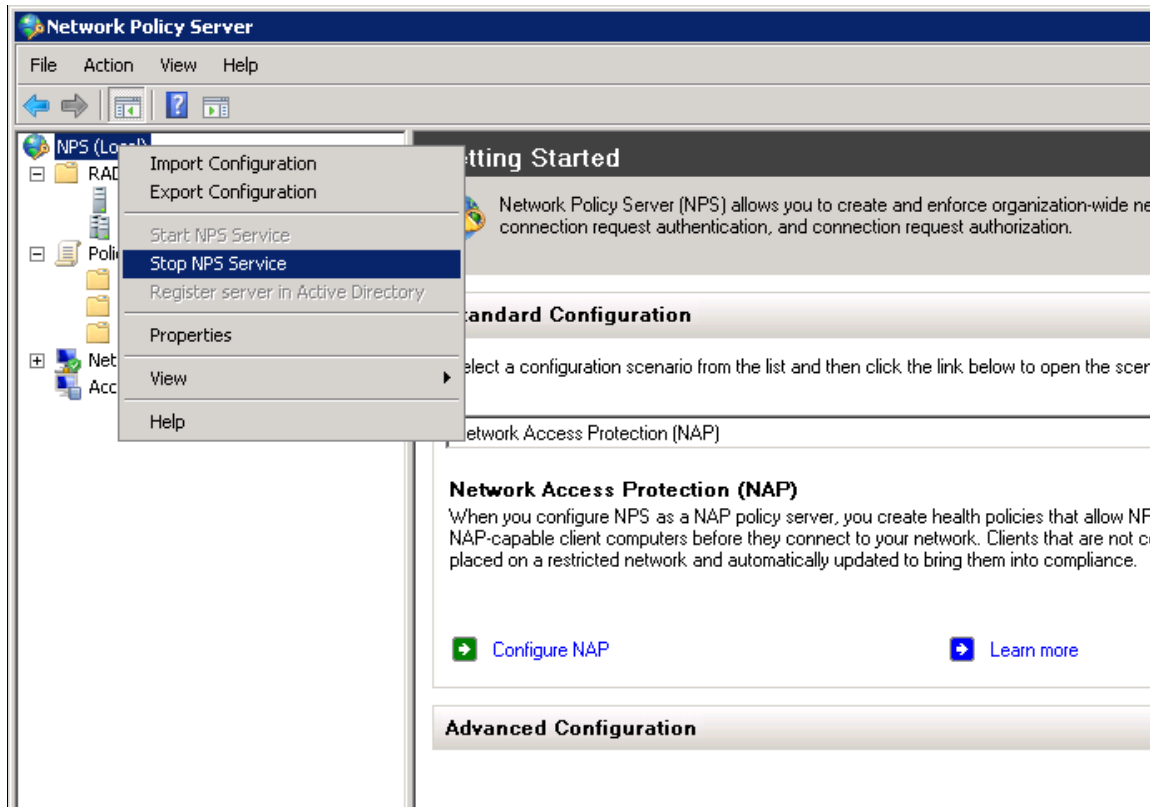 Network Policy Server
File Action View Help
NPS (Local)
Import Configuration
Export Configuration
Start NPS Service
Stop NPS Service
Register server in Active Directory
Properties
View
Help
RAD
Poli
Net
Acc
tting Started
Network Policy Server (NPS) allows you to create and enforce organization-wide ne
connection request authentication, and connection request authorization.
andard Configuration
elect a configuration scenario from the list and then click the link below to open the scen
etwork Access Protection (NAP)
Network Access Protection (NAP)
When you configure NPS as a NAP policy server, you create health policies that allow NP
NAP-capable client computers before they connect to your network. Clients that are not c
placed on a restricted network and automatically updated to bring them into compliance.
Configure NAP
Learn more
Advanced Configuration